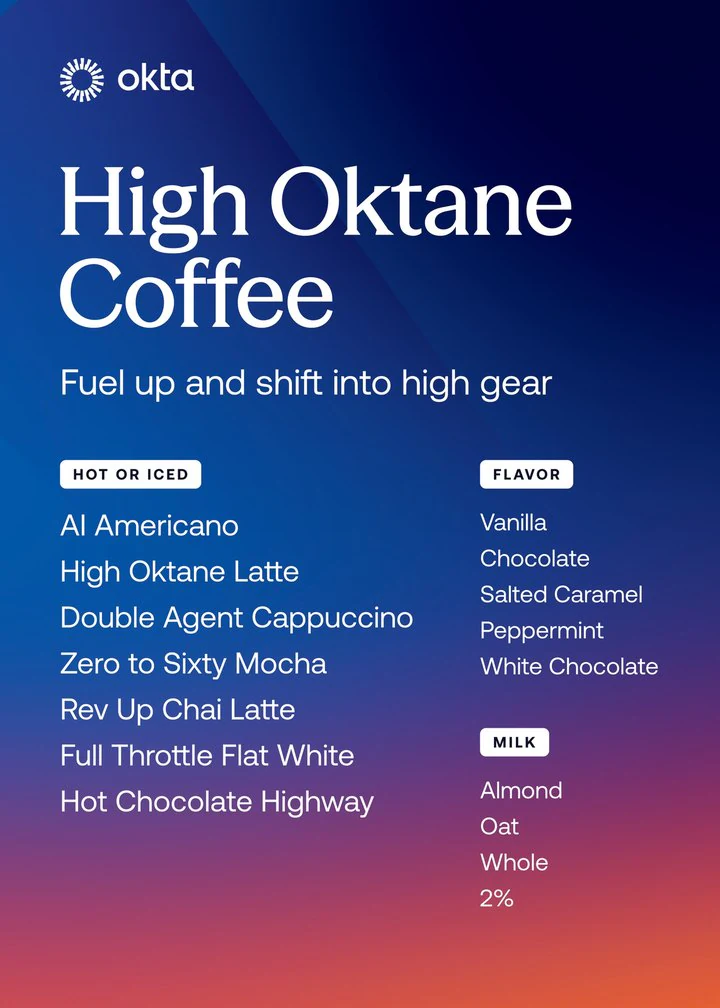 okta
High Oktane
Coffee
Fuel up and shift into high gear
HOT OR ICED
AI Americano
High Oktane Latte
Double Agent Cappuccino
Zero to Sixty Mocha
Rev Up Chai Latte
Full Throttle Flat White
Hot Chocolate Highway
FLAVOR
Vanilla
Chocolate
Salted Caramel
Peppermint
White Chocolate
MILK
Almond
Oat
Whole
2%